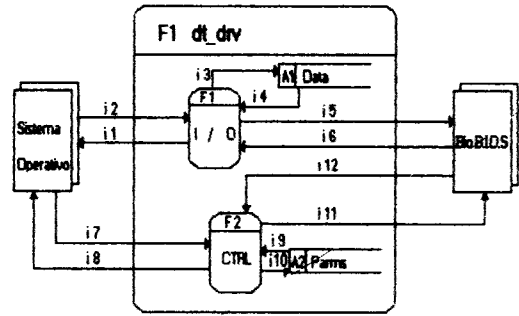 F1 dt_drv
i3
A1 Data
F1
i4
i2
i5
Sistema
Operativo
i1
I / O
i6
Bio.B.I.O.S
i12
F2
i11
i7
i9
CTRL
i8
i10
A2 Parms